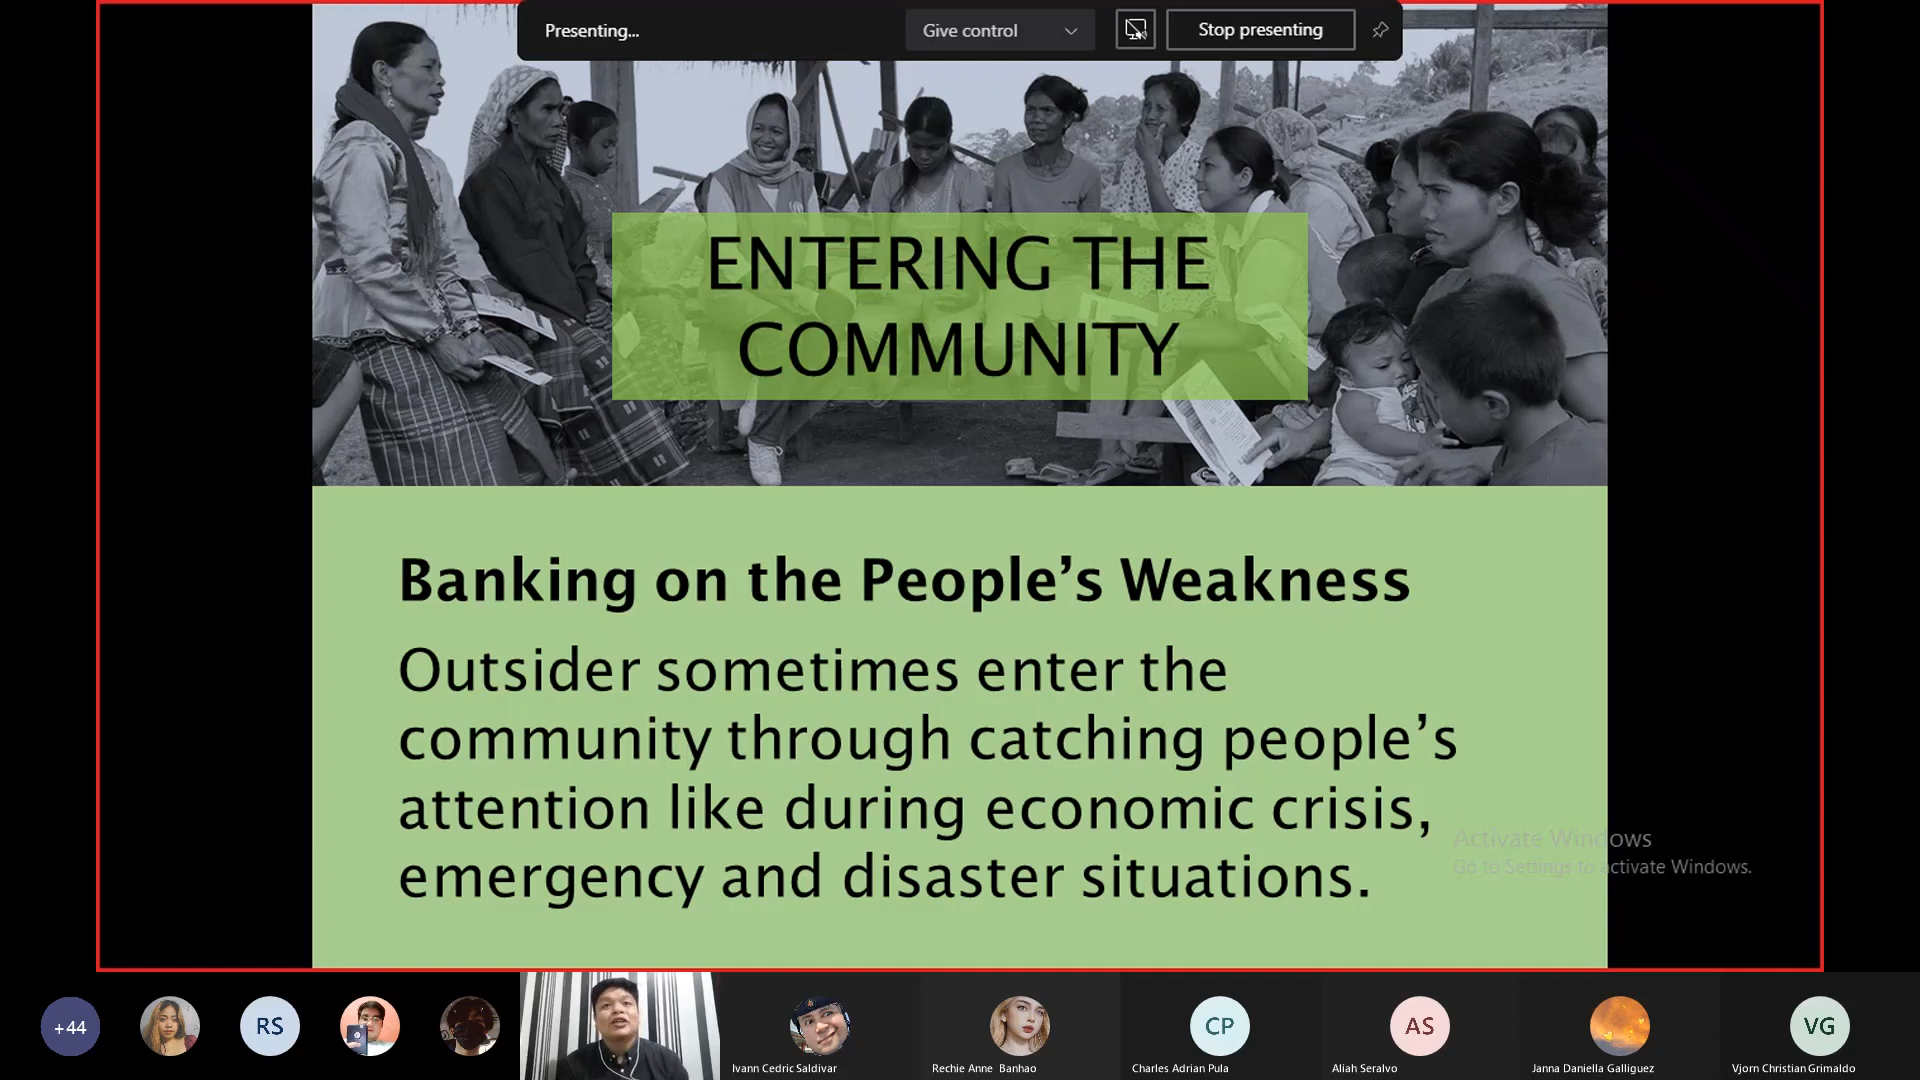 Presenting...
Give control
Stop presenting
ENTERING THE
COMMUNITY
Banking on the People’s Weakness
Outsider sometimes enter the
community through catching people’s
attention like during economic crisis,
emergency and disaster situations.
Activate Windows
Go to Settings to activate Windows.
+44
RS
CP
AS
VG
Ivann Cedric Saldivar
Rechie Anne Banhao
Charles Adrian Pula
Aliah Seralvo
Janna Daniella Galliguez
Vjorn Christian Grimaldo